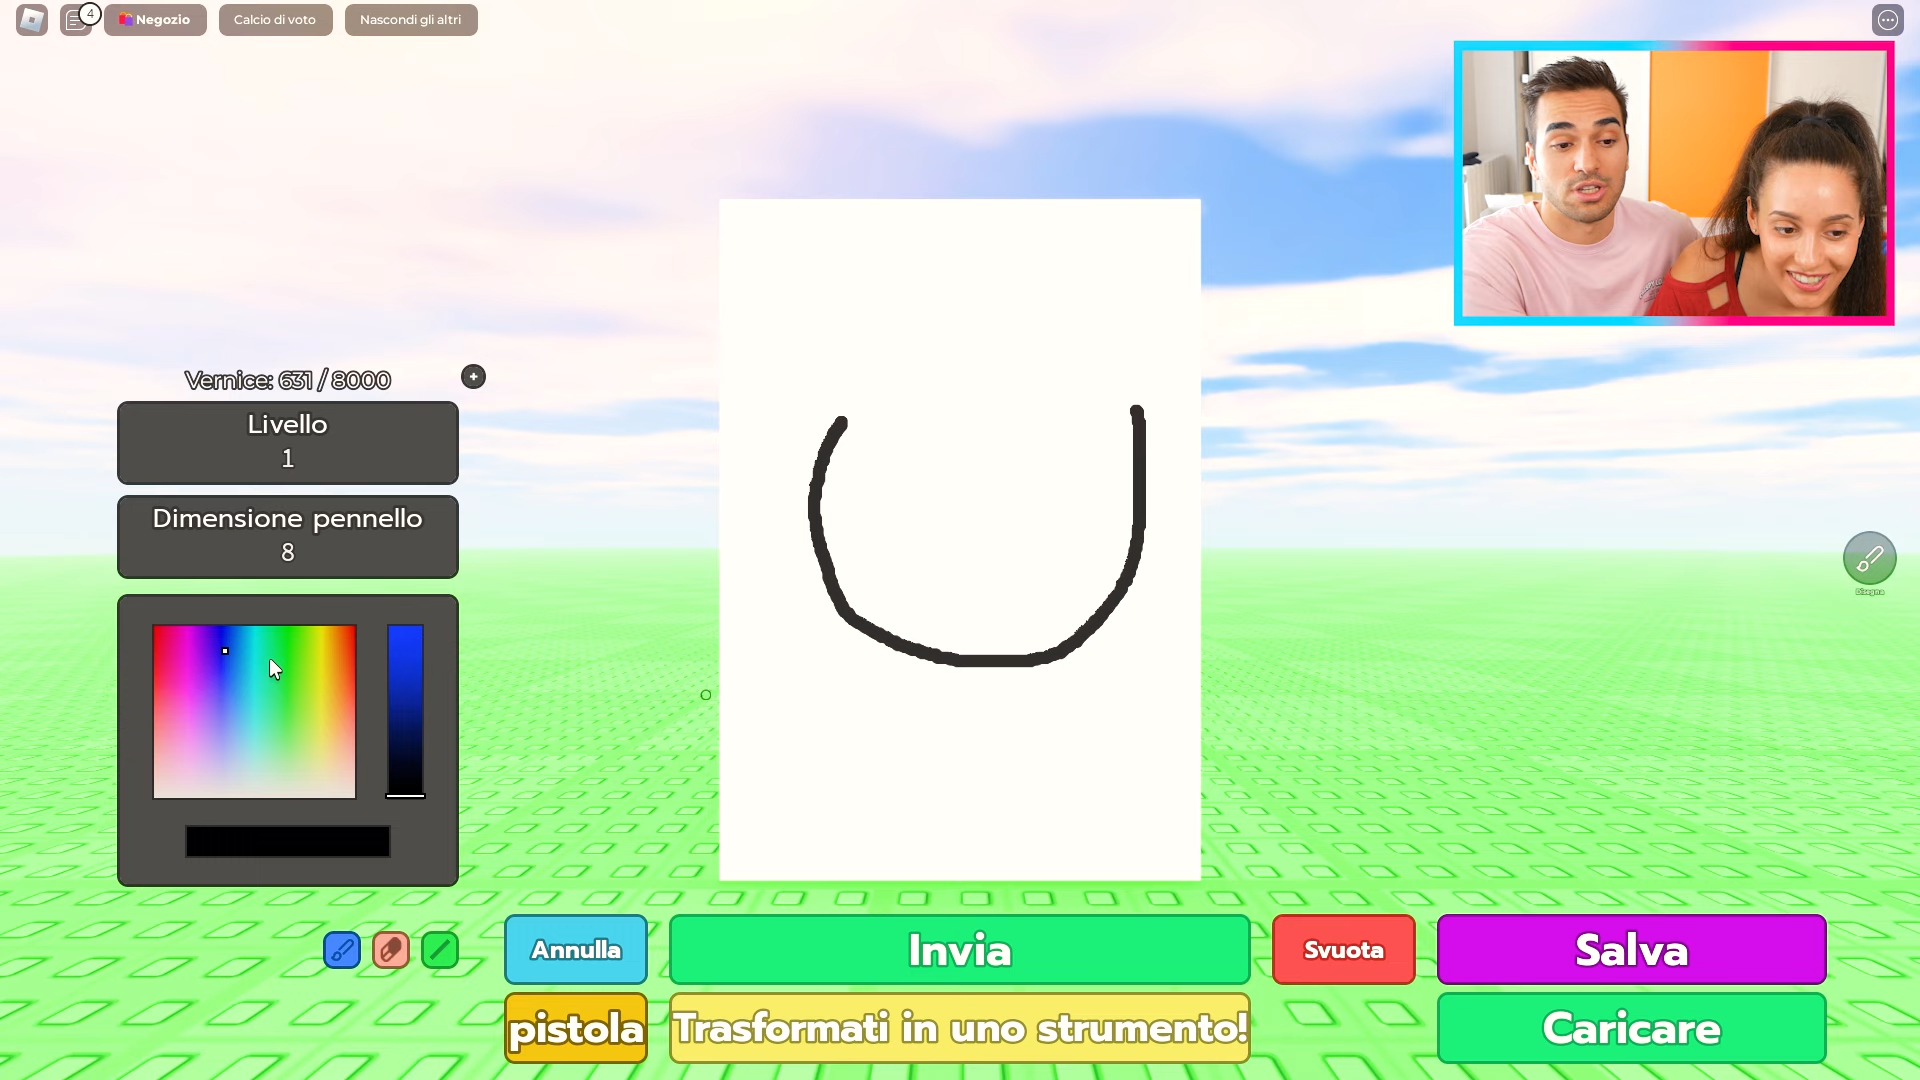 4
Negozio
Calcio di voto
Nascondi gli altri
Vernice: 631 / 8000
+
Livello
1
Dimensione pennello
8
Disegna
Annulla
Invia
Svuota
Salva
pistola
Trasformati in uno strumento!
Caricare